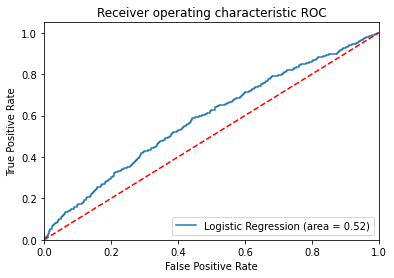 Receiver operating characteristic ROC
True Positive Rate
1.0
0.8
0.6
0.4
0.2
0.0
Logistic Regression (area = 0.52)
0.0 0.2 0.4 0.6 0.8 1.0
False Positive Rate